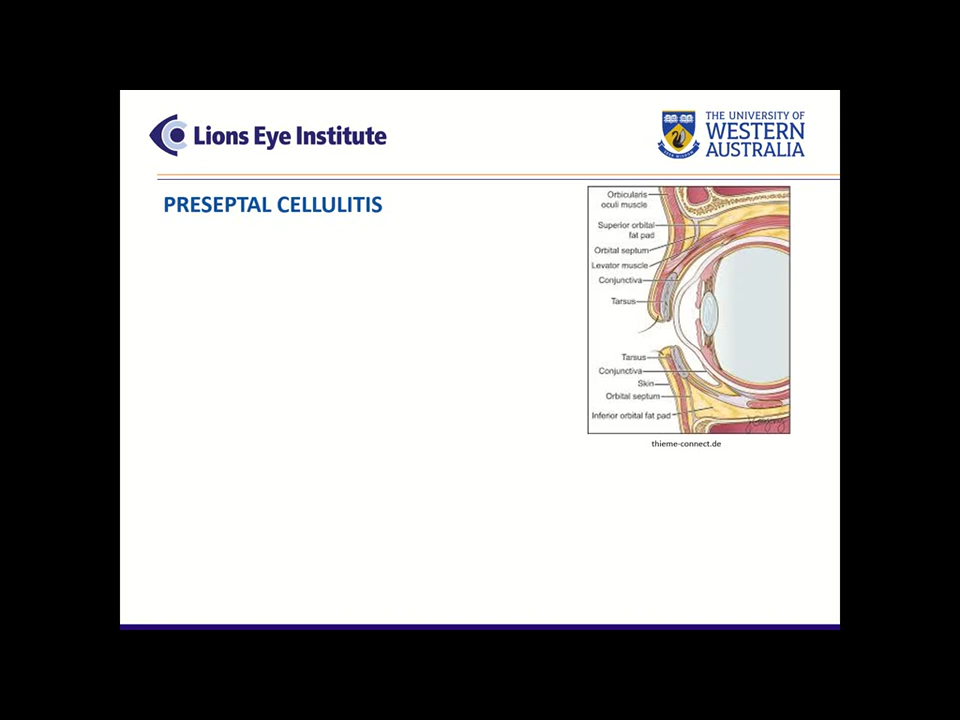 Lions Eye Institute
THE UNIVERSITY OF
WESTERN
AUSTRALIA
PRESEPTAL CELLULITIS
Orbicularis
oculi muscle
Superior orbital
fat pad
Orbital septum
Levator muscle
Conjunctiva
Tarsus
Tarsus
Conjunctiva
Skin
Orbital septum
Inferior orbital fat pad
thieme-connect.de